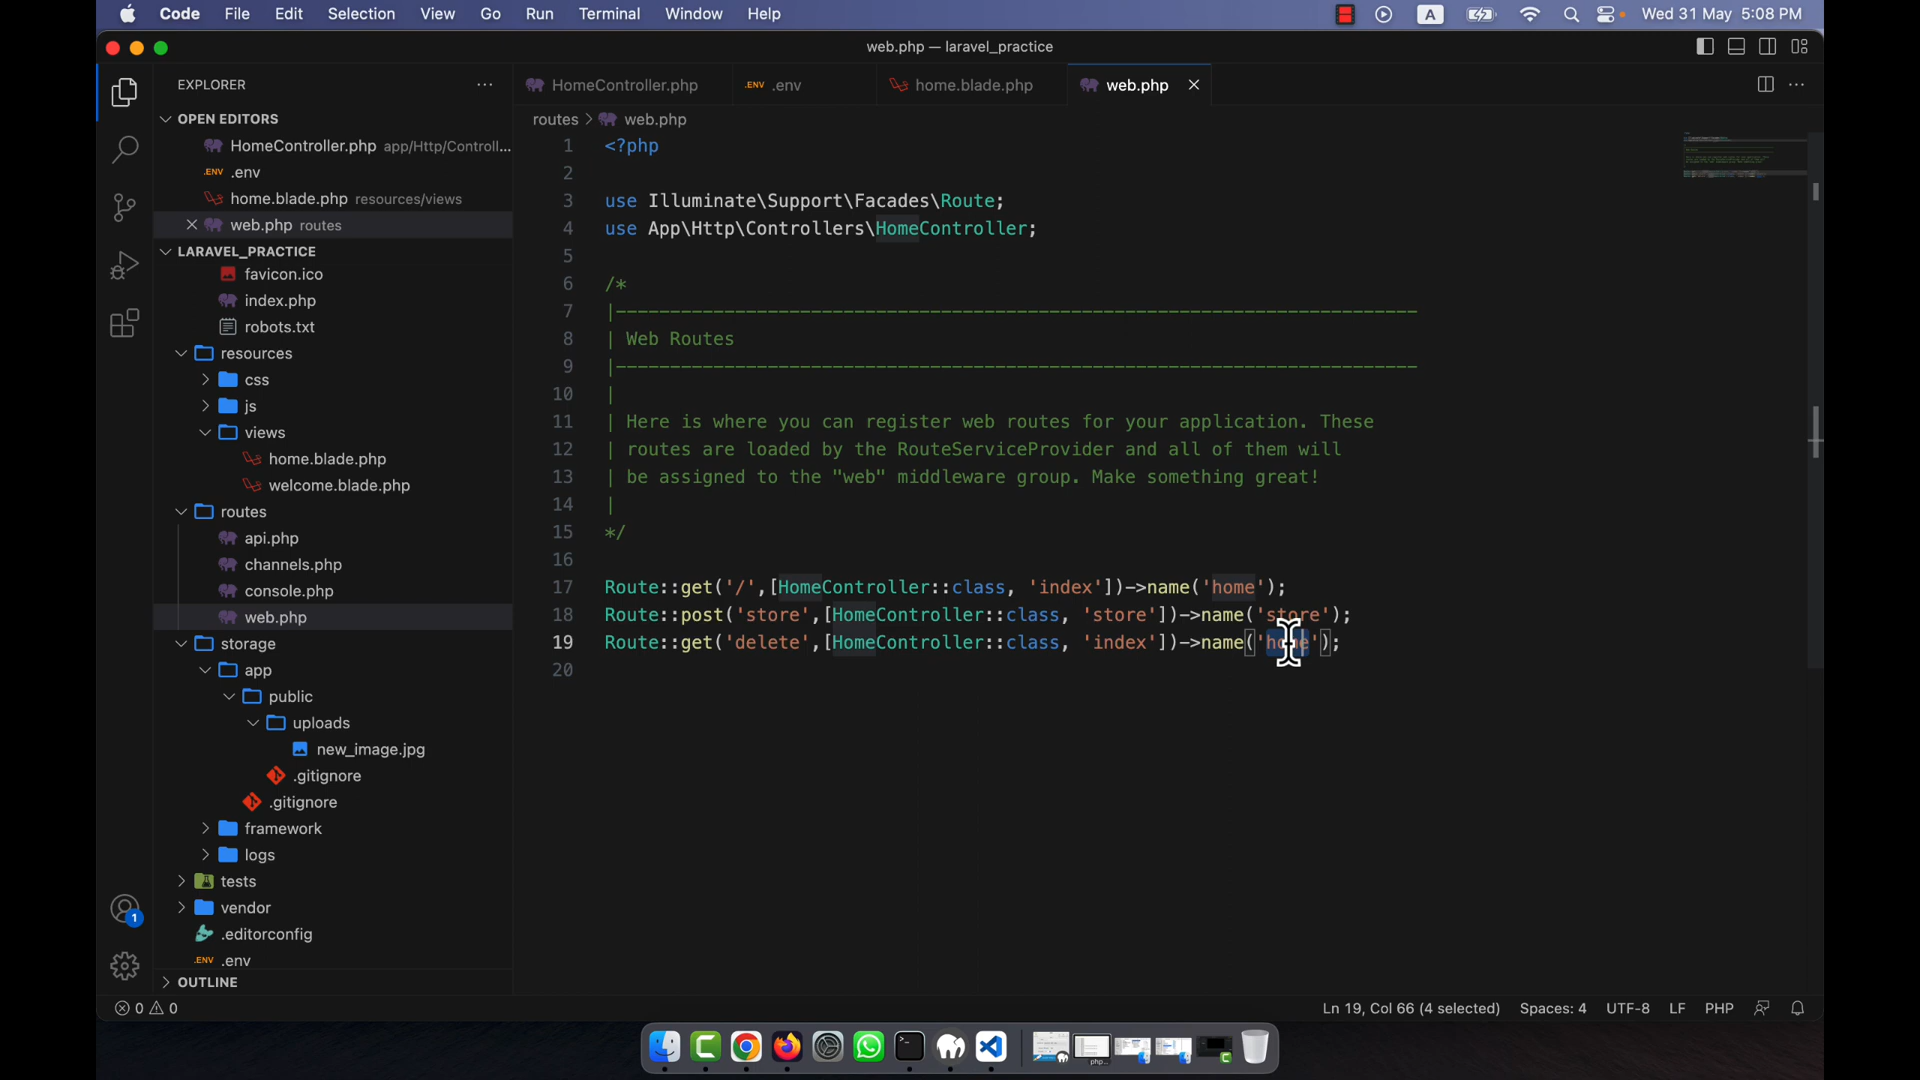 Code File Edit Selection View Go Run Terminal Window Help A Wed 31 May 5:08 PM
web.php — laravel_practice
EXPLORER
HomeController.php .ENV .env home.blade.php web.php
OPEN EDITORS
HomeController.php app/Http/Controll...
.ENV .env
home.blade.php resources/views
web.php routes
LARAVEL_PRACTICE
favicon.ico
index.php
robots.txt
resources
css
js
views
home.blade.php
welcome.blade.php
routes
api.php
channels.php
console.php
web.php
storage
app
public
uploads
new_image.jpg
.gitignore
.gitignore
framework
logs
tests
vendor
.editorconfig
.ENV .env
OUTLINE
1
routes > web.php
1 <?php
2
3 use Illuminate\Support\Facades\Route;
4 use App\Http\Controllers\HomeController;
5
6 /*
7 |--------------------------------------------------------------------------
8 | Web Routes
9 |--------------------------------------------------------------------------
10 |
11 | Here is where you can register web routes for your application. These
12 | routes are loaded by the RouteServiceProvider and all of them will
13 | be assigned to the "web" middleware group. Make something great!
14 |
15 */
16
17 Route::get('/',[HomeController::class, 'index'])->name('home');
18 Route::post('store',[HomeController::class, 'store'])->name('store');
19 Route::get('delete',[HomeController::class, 'index'])->name('home');
20
0 0 Ln 19, Col 66 (4 selected) Spaces: 4 UTF-8 LF PHP